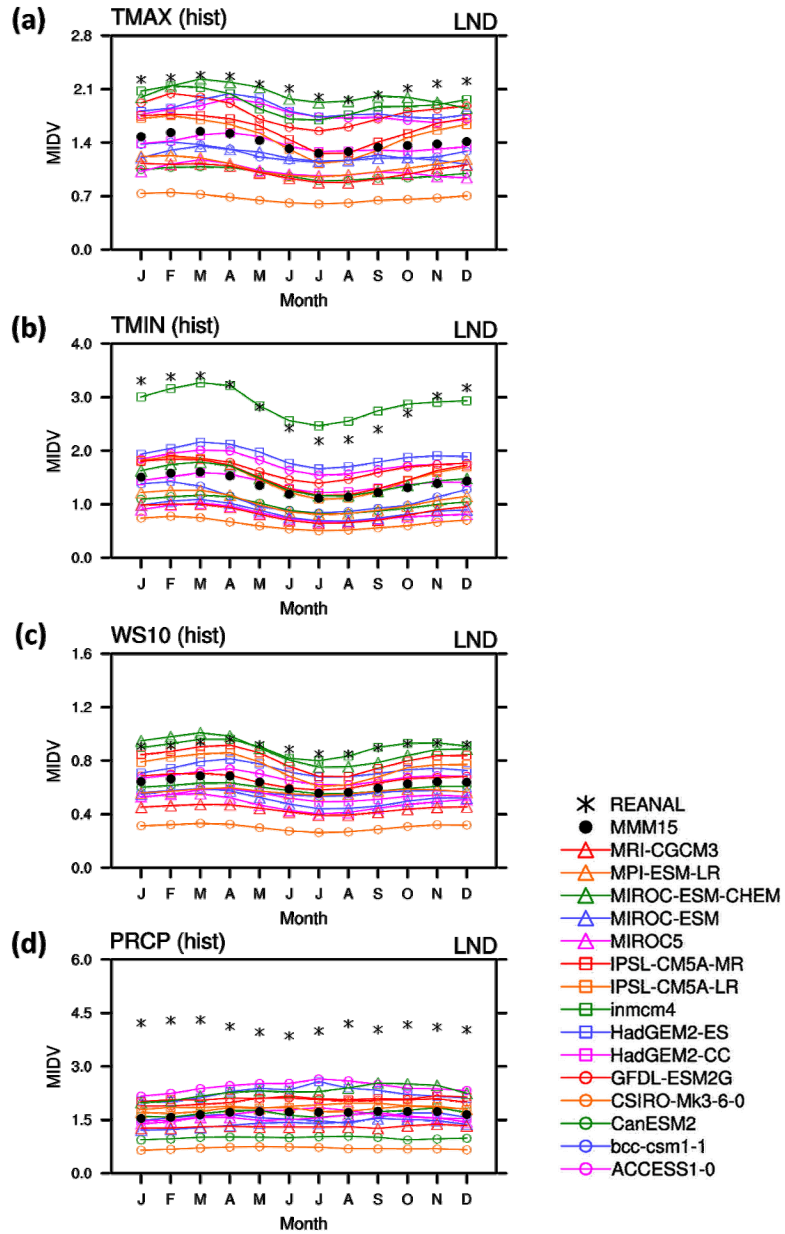 (a)
TMAX (hist) LND
2.8
2.1
1.4
0.7
0.0
MIDV
J F M A M J J A S O N D
Month
(b)
TMIN (hist) LND
4.0
3.0
2.0
1.0
0.0
MIDV
J F M A M J J A S O N D
Month
(c)
WS10 (hist) LND
1.6
1.2
0.8
0.4
0.0
MIDV
J F M A M J J A S O N D
Month
(d)
PRCP (hist) LND
6.0
4.5
3.0
1.5
0.0
MIDV
J F M A M J J A S O N D
Month
REANAL
MMM15
MRI-CGCM3
MPI-ESM-LR
MIROC-ESM-CHEM
MIROC-ESM
MIROC5
IPSL-CM5A-MR
IPSL-CM5A-LR
inmcm4
HadGEM2-ES
HadGEM2-CC
GFDL-ESM2G
CSIRO-Mk3-6-0
CanESM2
bcc-csm1-1
ACCESS1-0